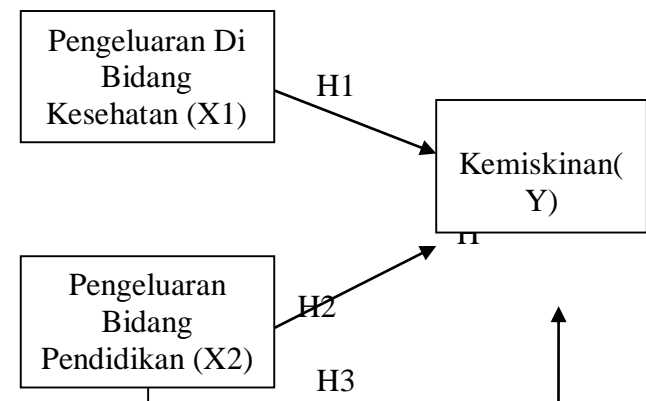 Pengeluaran Di
Bidang
Kesehatan (X1)
H1
Kemiskinan(
Y)
H
Pengeluaran
Bidang
Pendidikan (X2)
H2
H3